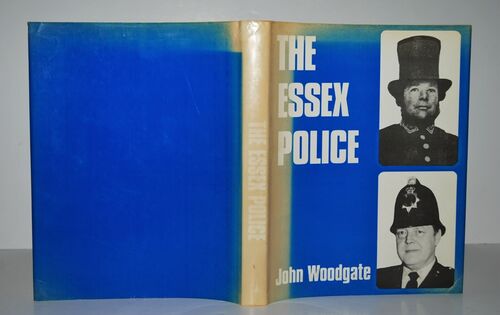 THE ESSEX POLICE
THE
ESSEX
POLICE
John Woodgate